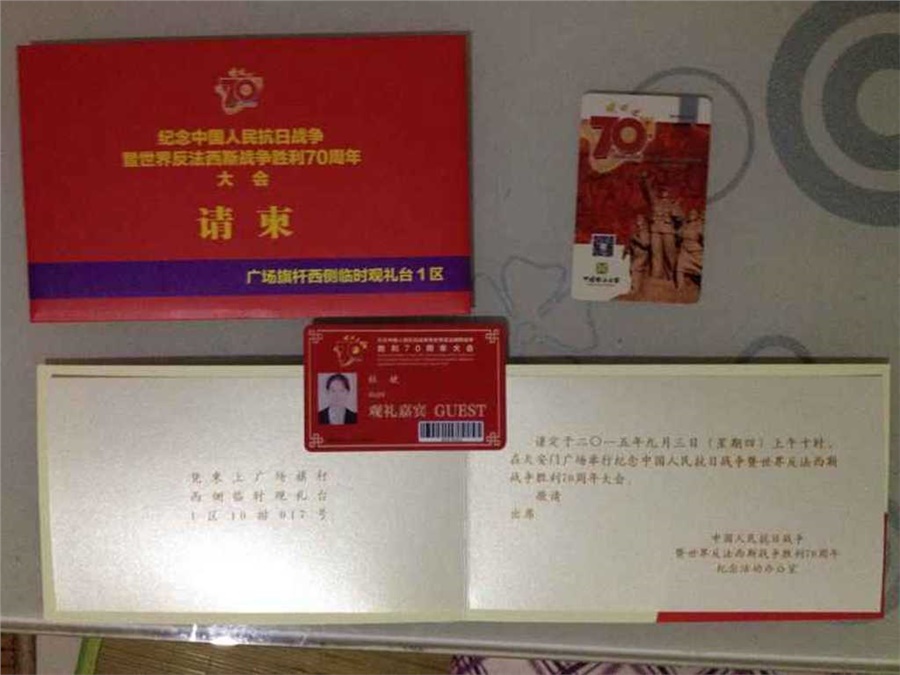 70
纪念中国人民抗日战争
暨世界反法西斯战争胜利70周年
大会
请柬
广场旗杆西侧临时观礼台1区
70
70
胜利70周年大会
观礼嘉宾 GUEST
凭柬上广场旗杆
西侧临时观礼台
1区10排017号
谨定于二〇一五年九月三日（星期四）上午十时，
在天安门广场举行纪念中国人民抗日战争暨世界反法西斯
战争胜利70周年大会。
敬请
出席
中国人民抗日战争
暨世界反法西斯战争胜利70周年
纪念活动办公室